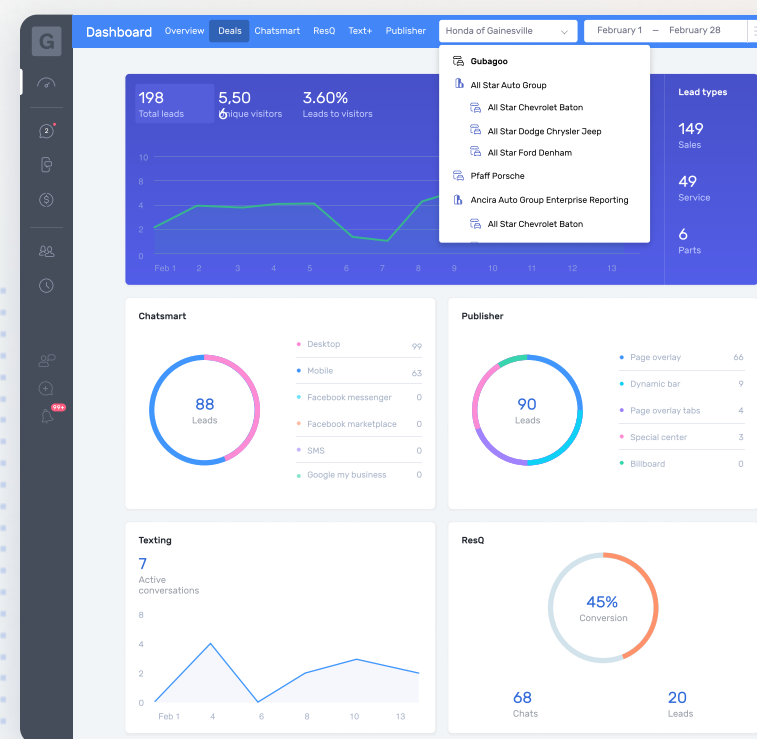 G
Dashboard Overview Deals Chatsmart ResQ Text+ Publisher Honda of Gainesville February 1 — February 28
2
99+
Gubagoo
All Star Auto Group
All Star Chevrolet Baton
All Star Dodge Chrysler Jeep
All Star Ford Denham
Pfaff Porsche
Ancira Auto Group Enterprise Reporting
All Star Chevrolet Baton
198
Total leads
5,506
Unique visitors
3.60%
Leads to visitors
10
8
4
2
0
Feb 1 2 3 4 5 6 7 8 9 10 11 12 13
Lead types
149
Sales
49
Service
6
Parts
Chatsmart
88
Leads
Desktop 99
Mobile 63
Facebook messenger 0
Facebook marketplace 0
SMS 0
Google my business 0
Publisher
90
Leads
Page overlay 66
Dynamic bar 9
Page overlay tabs 4
Special center 3
Billboard 0
Texting
7
Active
conversations
8
4
2
0
Feb 1 4 6 8 10 13
ResQ
45%
Conversion
68
Chats
20
Leads